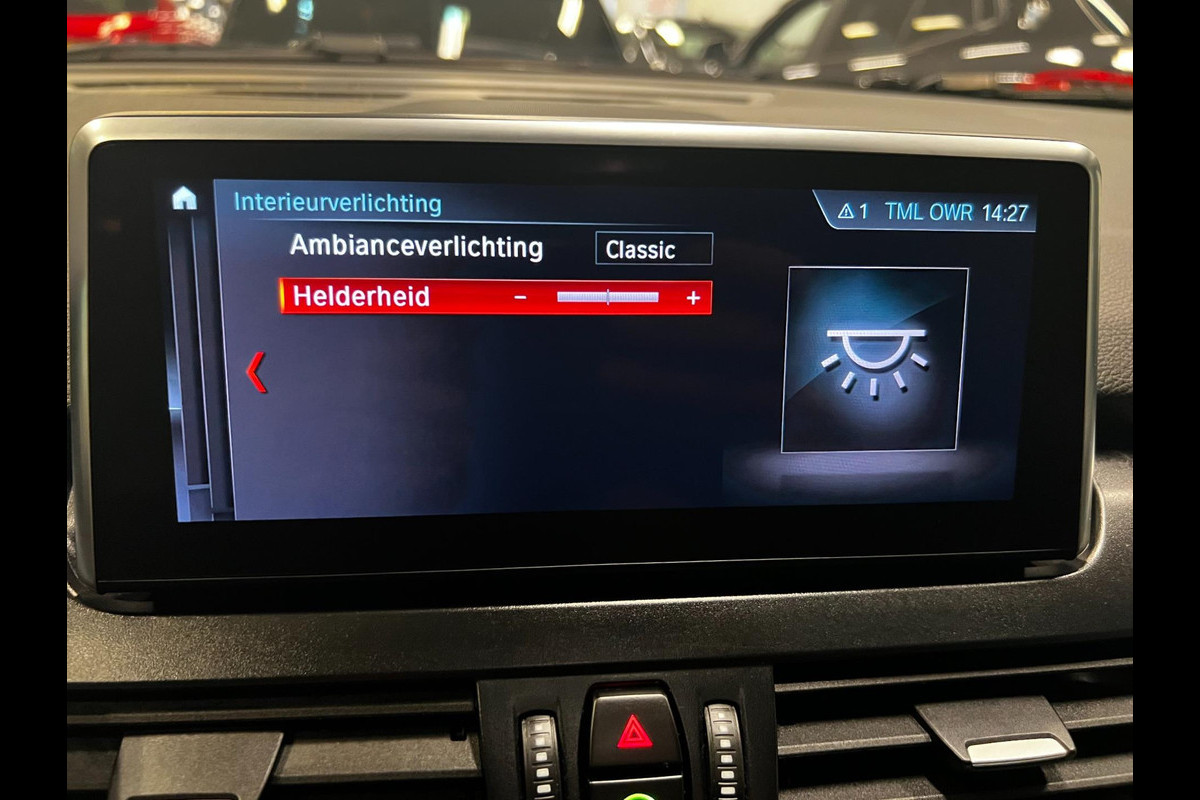 Interieurverlichting
1 TML OWR 14:27
Ambianceverlichting Classic
Helderheid - +